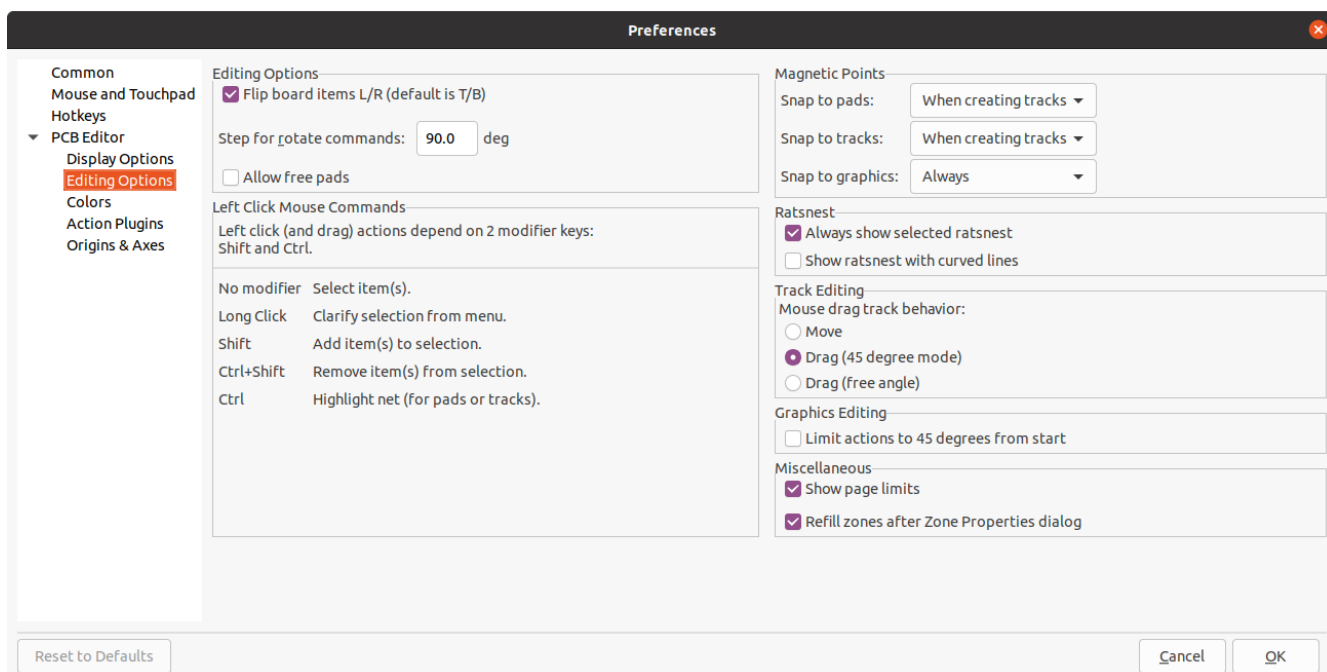 Preferences
Common
Mouse and Touchpad
Hotkeys
PCB Editor
Display Options
Editing Options
Colors
Action Plugins
Origins & Axes
Editing Options
Flip board items L/R (default is T/B)
Step for rotate commands: 90.0 deg
Allow free pads
Left Click Mouse Commands
Left click (and drag) actions depend on 2 modifier keys:
Shift and Ctrl.
No modifier Select item(s).
Long Click Clarify selection from menu.
Shift Add item(s) to selection.
Ctrl+Shift Remove item(s) from selection.
Ctrl Highlight net (for pads or tracks).
Magnetic Points
Snap to pads: When creating tracks
Snap to tracks: When creating tracks
Snap to graphics: Always
Ratsnest
Always show selected ratsnest
Show ratsnest with curved lines
Track Editing
Mouse drag track behavior:
Move
Drag (45 degree mode)
Drag (free angle)
Graphics Editing
Limit actions to 45 degrees from start
Miscellaneous
Show page limits
Refill zones after Zone Properties dialog
Reset to Defaults
Cancel
OK